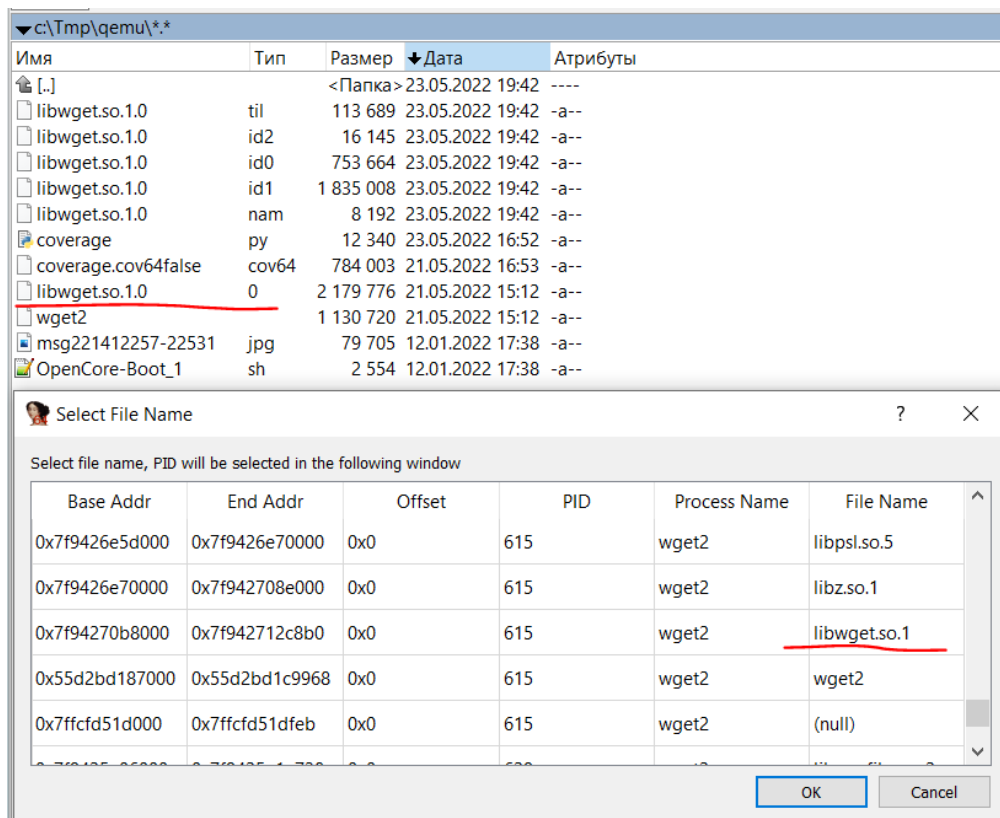 c:\Tmp\qemu\*.*
Имя Тип Размер Дата Атрибуты
[..] <Папка> 23.05.2022 19:42 ----
libwget.so.1.0 til 113 689 23.05.2022 19:42 -a--
libwget.so.1.0 id2 16 145 23.05.2022 19:42 -a--
libwget.so.1.0 id0 753 664 23.05.2022 19:42 -a--
libwget.so.1.0 id1 1 835 008 23.05.2022 19:42 -a--
libwget.so.1.0 nam 8 192 23.05.2022 19:42 -a--
coverage py 12 340 23.05.2022 16:52 -a--
coverage.cov64false cov64 784 003 21.05.2022 16:53 -a--
libwget.so.1.0 0 2 179 776 21.05.2022 15:12 -a--
wget2 1 130 720 21.05.2022 15:12 -a--
msg221412257-22531 jpg 79 705 12.01.2022 17:38 -a--
OpenCore-Boot_1 sh 2 554 12.01.2022 17:38 -a--
Select File Name ?
Select file name, PID will be selected in the following window
Base Addr End Addr Offset PID Process Name File Name
0x7f9426e5d000 0x7f9426e70000 0x0 615 wget2 libpsl.so.5
0x7f9426e70000 0x7f942708e000 0x0 615 wget2 libz.so.1
0x7f94270b8000 0x7f942712c8b0 0x0 615 wget2 libwget.so.1
0x55d2bd187000 0x55d2bd1c9968 0x0 615 wget2 wget2
0x7ffcfd51d000 0x7ffcfd51dfeb 0x0 615 wget2 (null)
OK Cancel